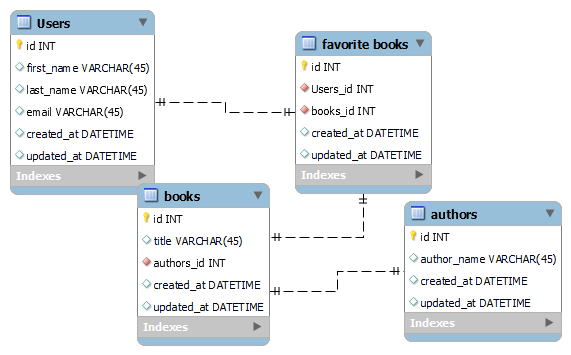 Users
id INT
first_name VARCHAR(45)
last_name VARCHAR(45)
email VARCHAR(45)
created_at DATETIME
updated_at DATETIME
Indexes
favorite books
id INT
Users_id INT
books_id INT
created_at DATETIME
updated_at DATETIME
Indexes
books
id INT
title VARCHAR(45)
authors_id INT
created_at DATETIME
updated_at DATETIME
Indexes
authors
id INT
author_name VARCHAR(45)
created_at DATETIME
updated_at DATETIME
Indexes